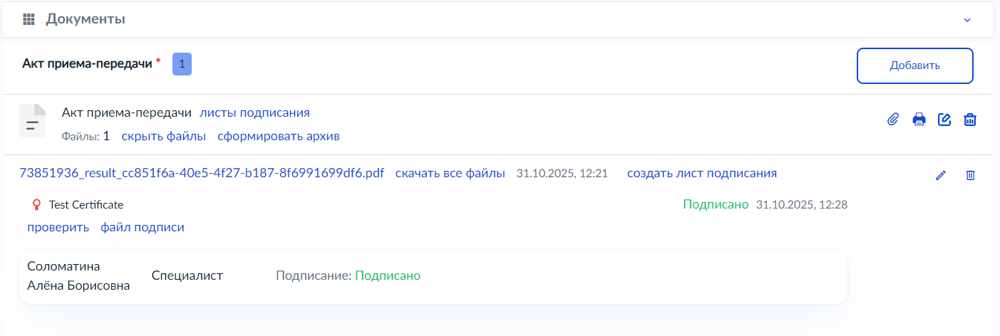 Документы
Акт приема-передачи * 1 Добавить
Акт приема-передачи листы подписания
Файлы: 1 скрыть файлы сформировать архив
73851936_result_cc851f6a-40e5-4f27-b187-8f6991699df6.pdf скачать все файлы 31.10.2025, 12:21 создать лист подписания
Test Certificate Подписано 31.10.2025, 12:28
проверить файл подписи
Соломатина
Алёна Борисовна Специалист Подписание: Подписано